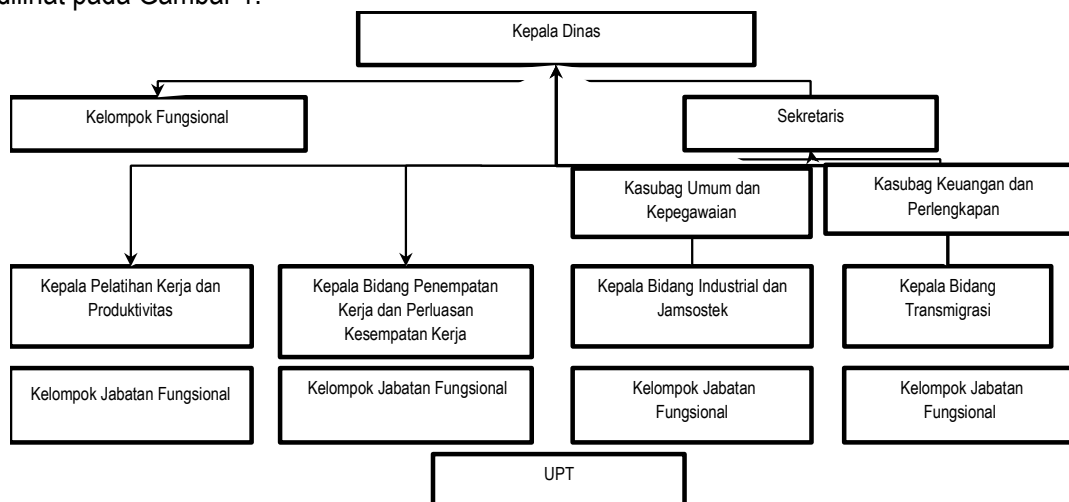 dilihat pada Gambar 1.
Kepala Dinas
Kelompok Fungsional
Sekretaris
Kasubag Umum dan
Kepegawaian
Kasubag Keuangan dan
Perlengkapan
Kepala Pelatihan Kerja dan
Produktivitas
Kepala Bidang Penempatan
Kerja dan Perluasan
Kesempatan Kerja
Kepala Bidang Industrial dan
Jamsostek
Kepala Bidang
Transmigrasi
Kelompok Jabatan Fungsional
Kelompok Jabatan Fungsional
Kelompok Jabatan
Fungsional
Kelompok Jabatan
Fungsional
UPT